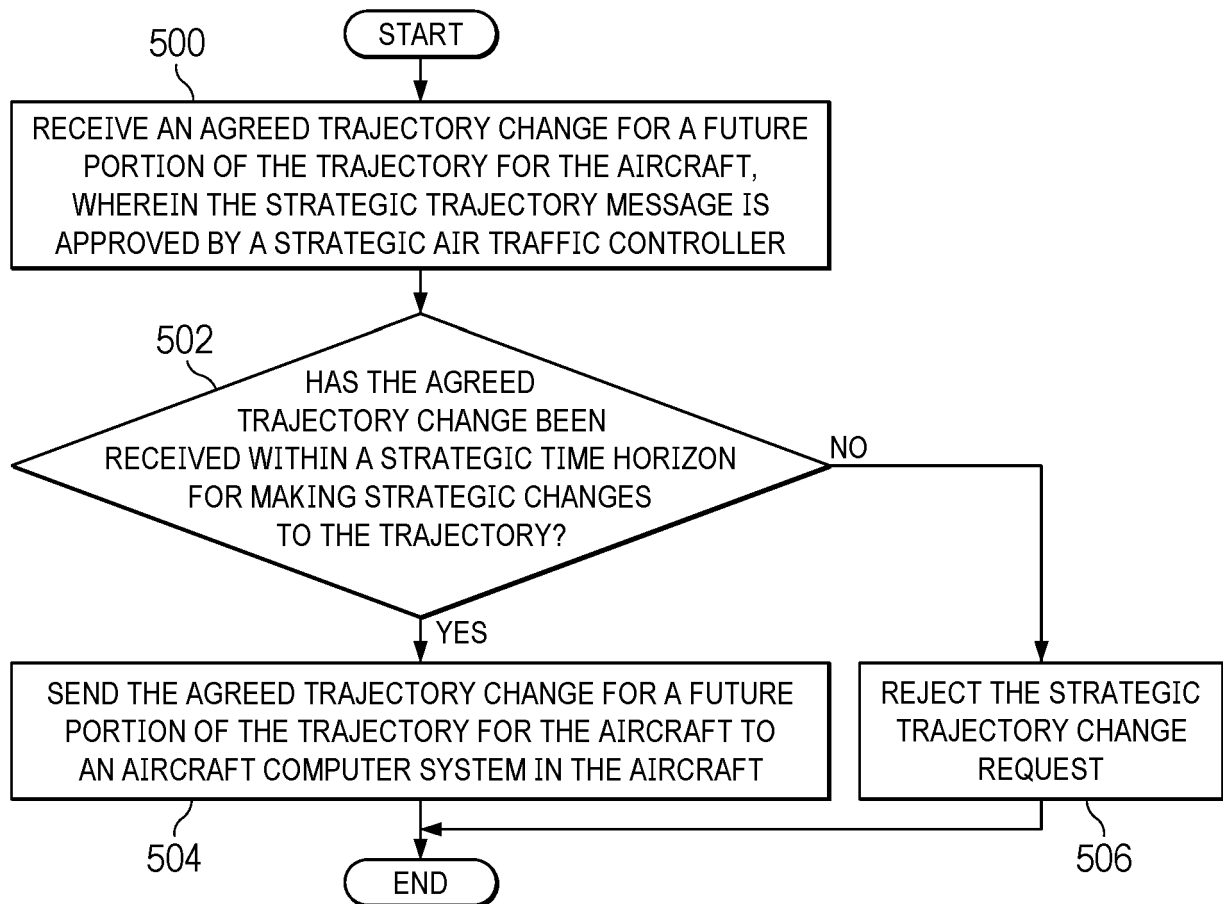 START
500
RECEIVE AN AGREED TRAJECTORY CHANGE FOR A FUTURE
PORTION OF THE TRAJECTORY FOR THE AIRCRAFT,
WHEREIN THE STRATEGIC TRAJECTORY MESSAGE IS
APPROVED BY A STRATEGIC AIR TRAFFIC CONTROLLER
502
HAS THE AGREED
TRAJECTORY CHANGE BEEN
RECEIVED WITHIN A STRATEGIC TIME HORIZON
FOR MAKING STRATEGIC CHANGES
TO THE TRAJECTORY?
NO
YES
SEND THE AGREED TRAJECTORY CHANGE FOR A FUTURE
PORTION OF THE TRAJECTORY FOR THE AIRCRAFT TO
AN AIRCRAFT COMPUTER SYSTEM IN THE AIRCRAFT
504
REJECT THE STRATEGIC
TRAJECTORY CHANGE
REQUEST
506
END